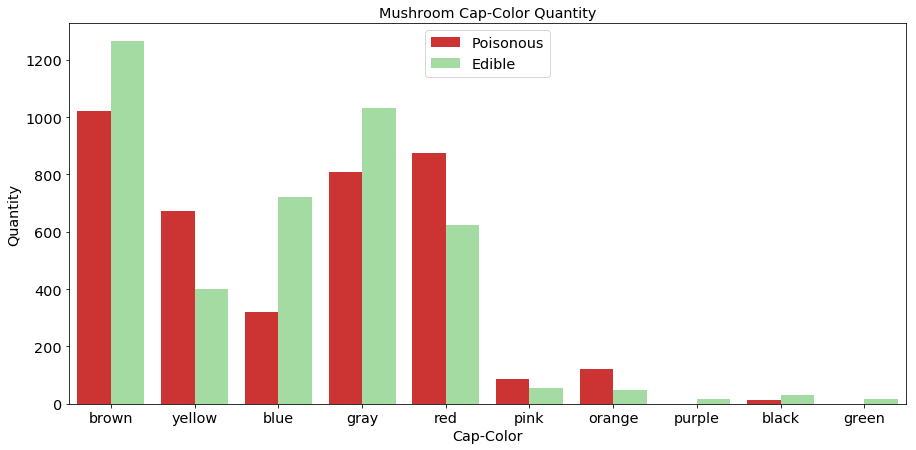 Mushroom Cap-Color Quantity
Poisonous
Edible
1200
1000
800
600
400
200
0
Quantity
brown yellow blue gray red pink orange purple black green
Cap-Color